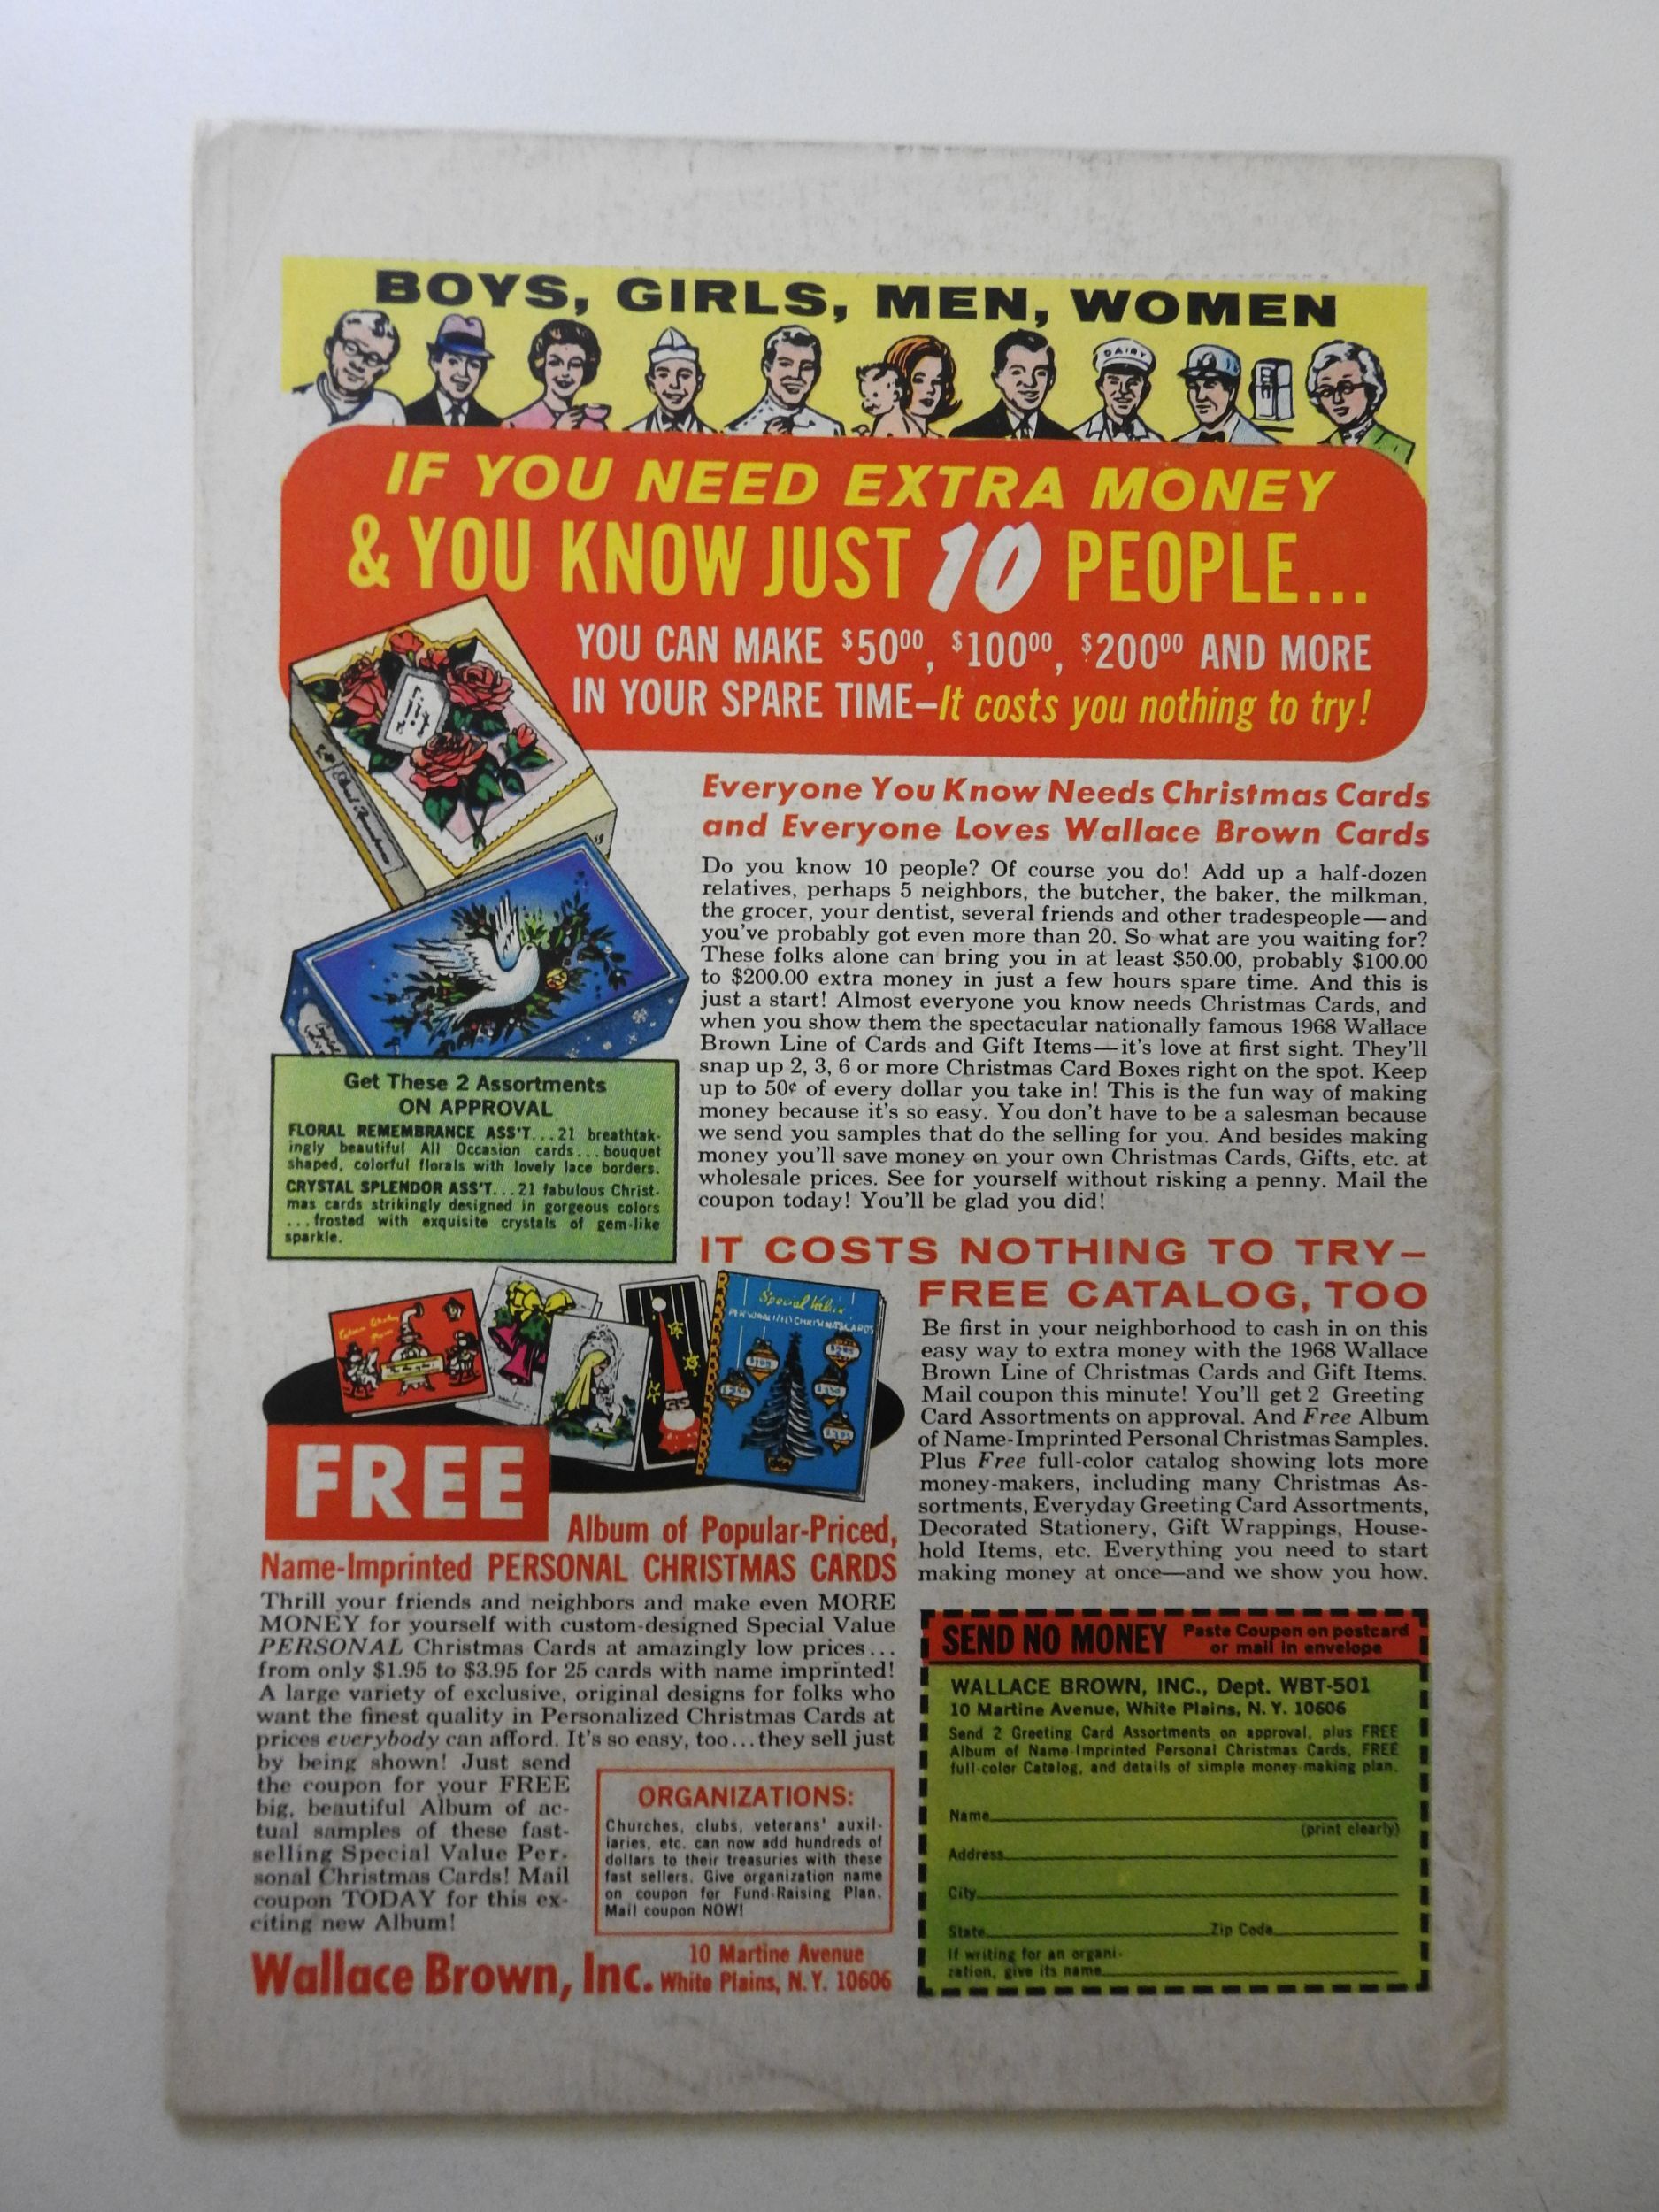 BOYS, GIRLS, MEN, WOMEN
DAIRY
IF YOU NEED EXTRA MONEY
& YOU KNOW JUST 10 PEOPLE...
YOU CAN MAKE $5000, $10000, $20000 AND MORE
IN YOUR SPARE TIME–It costs you nothing to try!
Everyone You Know Needs Christmas Cards
and Everyone Loves Wallace Brown Cards
Do you know 10 people? Of course you do! Add up a half-dozen
relatives, perhaps 5 neighbors, the butcher, the baker, the milkman,
the grocer, your dentist, several friends and other tradespeople—and
you've probably got even more than 20. So what are you waiting for?
These folks alone can bring you in at least $50.00, probably $100.00
to $200.00 extra money in just a few hours spare time. And this is
just a start! Almost everyone you know needs Christmas Cards, and
when you show them the spectacular nationally famous 1968 Wallace
Brown Line of Cards and Gift Items—it's love at first sight. They'll
snap up 2, 3, 6 or more Christmas Card Boxes right on the spot. Keep
up to 50¢ of every dollar you take in! This is the fun way of making
money because it's so easy. You don't have to be a salesman because
we send you samples that do the selling for you. And besides making
money you'll save money on your own Christmas Cards, Gifts, etc. at
wholesale prices. See for yourself without risking a penny. Mail the
coupon today! You'll be glad you did!
Get These 2 Assortments
ON APPROVAL
FLORAL REMEMBRANCE ASS'T...21 breathtak-
ingly beautiful All Occasion cards...bouquet
shaped, colorful florals with lovely lace borders.
CRYSTAL SPLENDOR ASS'T...21 fabulous Christ-
mas cards strikingly designed in gorgeous colors
...frosted with exquisite crystals of gem-like
sparkle.
IT COSTS NOTHING TO TRY–
FREE CATALOG, TOO
Be first in your neighborhood to cash in on this
easy way to extra money with the 1968 Wallace
Brown Line of Christmas Cards and Gift Items.
Mail coupon this minute! You'll get 2 Greeting
Card Assortments on approval. And Free Album
of Name-Imprinted Personal Christmas Samples.
Plus Free full-color catalog showing lots more
money-makers, including many Christmas As-
sortments, Everyday Greeting Card Assortments,
Decorated Stationery, Gift Wrappings, House-
hold Items, etc. Everything you need to start
making money at once—and we show you how.
Special Value
PERSONALIZED CHRISTMAS CARDS
FREE
Album of Popular-Priced,
Name-Imprinted PERSONAL CHRISTMAS CARDS
Thrill your friends and neighbors and make even MORE
MONEY for yourself with custom-designed Special Value
PERSONAL Christmas Cards at amazingly low prices...
from only $1.95 to $3.95 for 25 cards with name imprinted!
A large variety of exclusive, original designs for folks who
want the finest quality in Personalized Christmas Cards at
prices everybody can afford. It's so easy, too...they sell just
by being shown! Just send
the coupon for your FREE
big, beautiful Album of ac-
tual samples of these fast-
selling Special Value Per-
sonal Christmas Cards! Mail
coupon TODAY for this ex-
citing new Album!
ORGANIZATIONS:
Churches, clubs, veterans' auxil-
iaries, etc. can now add hundreds of
dollars to their treasuries with these
fast sellers. Give organization name
on coupon for Fund-Raising Plan.
Mail coupon NOW!
Wallace Brown, Inc.
10 Martine Avenue
White Plains, N.Y. 10606
SEND NO MONEY
Paste Coupon on postcard
or mail in envelope
WALLACE BROWN, INC., Dept. WBT-501
10 Martine Avenue, White Plains, N. Y. 10606
Send 2 Greeting Card Assortments on approval, plus FREE
Album of Name-Imprinted Personal Christmas Cards, FREE
full-color Catalog, and details of simple money-making plan.
Name
(print clearly)
Address
City
State Zip Code
If writing for an organi-
zation, give its name